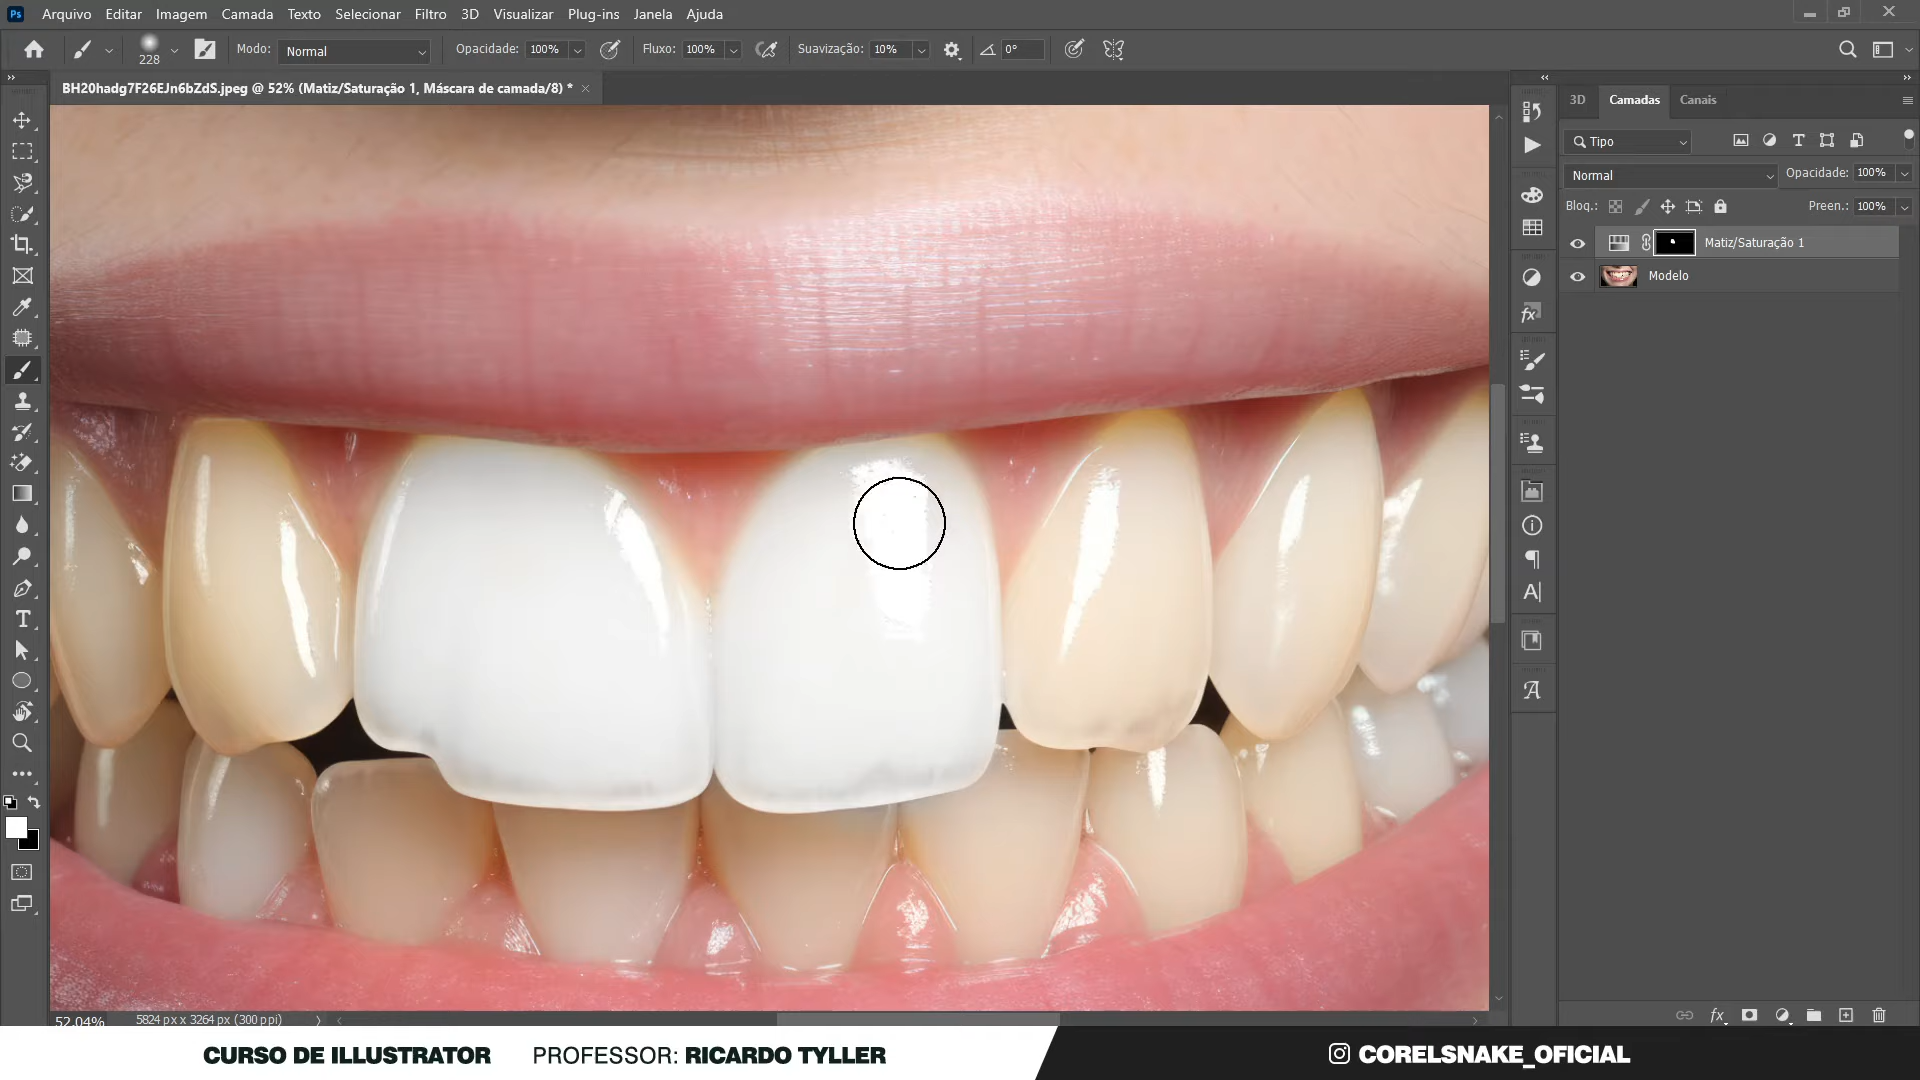 Ps Arquivo Editar Imagem Camada Texto Selecionar Filtro 3D Visualizar Plug-ins Janela Ajuda
228 Modo: Normal Opacidade: 100% Fluxo: 100% Suavização: 10% 0°
BH20hadg7F26EJn6bZdS.jpeg @ 52% (Matiz/Saturação 1, Máscara de camada/8) *
3D Camadas Canais
Tipo
Normal Opacidade: 100%
Bloq.: Preen.: 100%
Matiz/Saturação 1
Modelo
52,04% 5824 px x 3264 px (300 ppi)
CURSO DE ILLUSTRATOR PROFESSOR: RICARDO TYLLER CORELSNAKE_OFICIAL